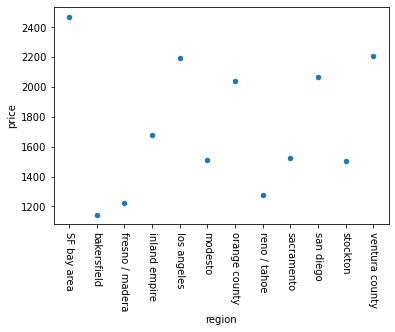 2400
2200
2000
1800
1600
1400
1200
price
SF bay area
bakersfield
fresno / madera
inland empire
los angeles
modesto
orange county
reno / tahoe
sacramento
san diego
stockton
ventura county
region